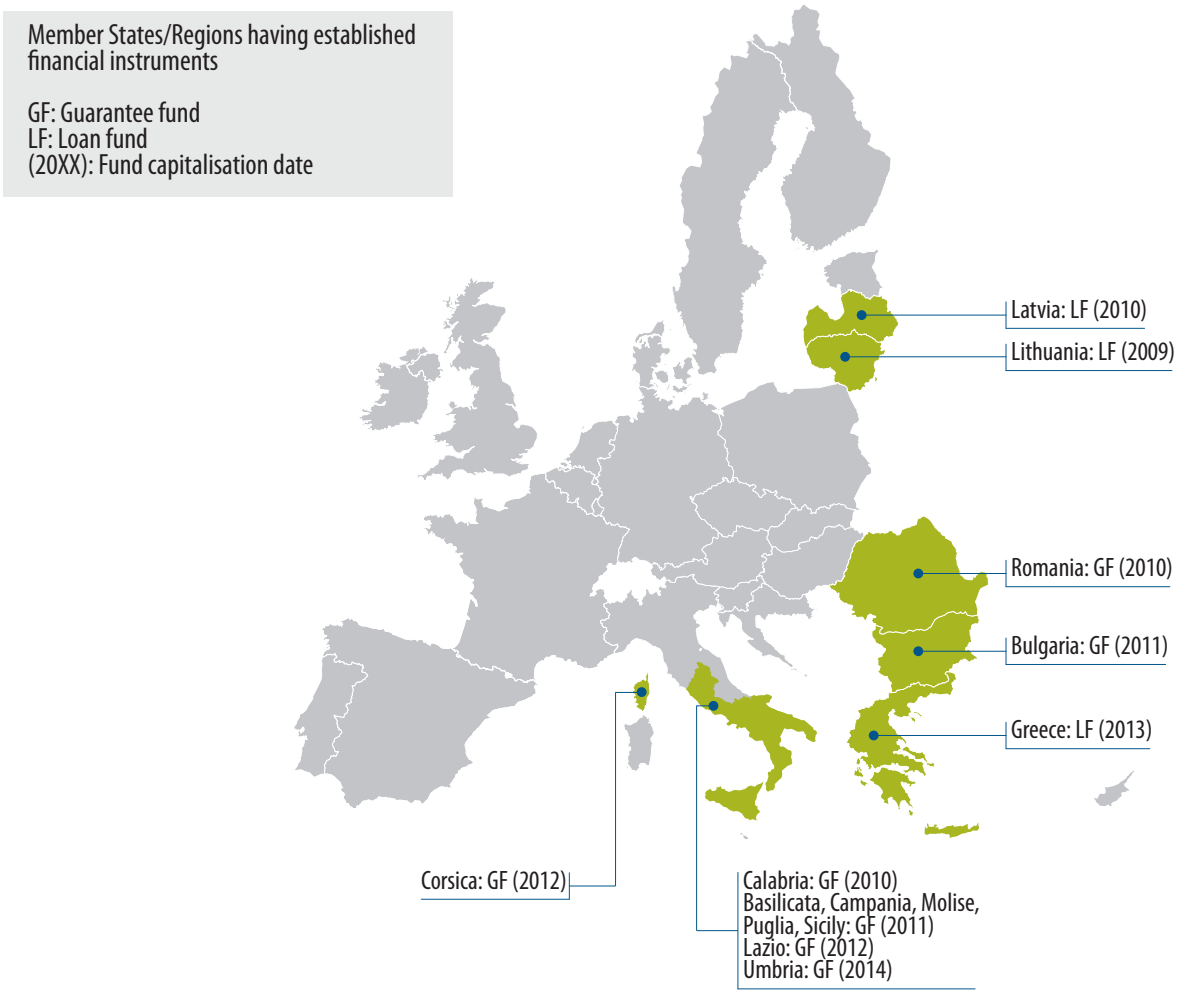 Member States/Regions having established
financial instruments
GF: Guarantee fund
LF: Loan fund
(20XX): Fund capitalisation date
Latvia: LF (2010)
Lithuania: LF (2009)
Romania: GF (2010)
Bulgaria: GF (2011)
Greece: LF (2013)
Corsica: GF (2012)
Calabria: GF (2010)
Basilicata, Campania, Molise,
Puglia, Sicily: GF (2011)
Lazio: GF (2012)
Umbria: GF (2014)